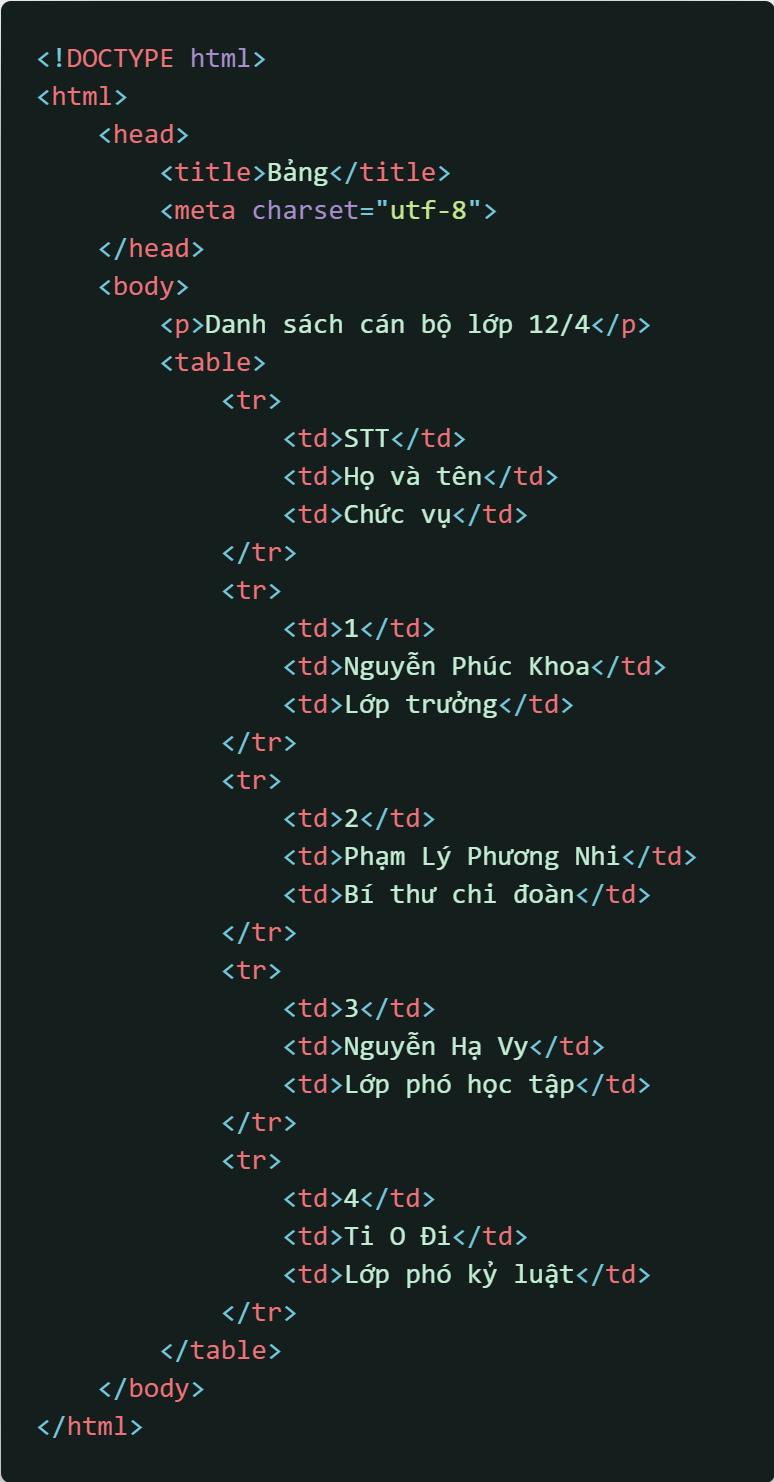 <!DOCTYPE html>
<html>
    <head>
        <title>Bảng</title>
        <meta charset="utf-8">
    </head>
    <body>
        <p>Danh sách cán bộ lớp 12/4</p>
        <table>
            <tr>
                <td>STT</td>
                <td>Họ và tên</td>
                <td>Chức vụ</td>
            </tr>
            <tr>
                <td>1</td>
                <td>Nguyễn Phúc Khoa</td>
                <td>Lớp trưởng</td>
            </tr>
            <tr>
                <td>2</td>
                <td>Phạm Lý Phương Nhi</td>
                <td>Bí thư chi đoàn</td>
            </tr>
            <tr>
                <td>3</td>
                <td>Nguyễn Hạ Vy</td>
                <td>Lớp phó học tập</td>
            </tr>
            <tr>
                <td>4</td>
                <td>Ti O Đi</td>
                <td>Lớp phó kỷ luật</td>
            </tr>
        </table>
    </body>
</html>